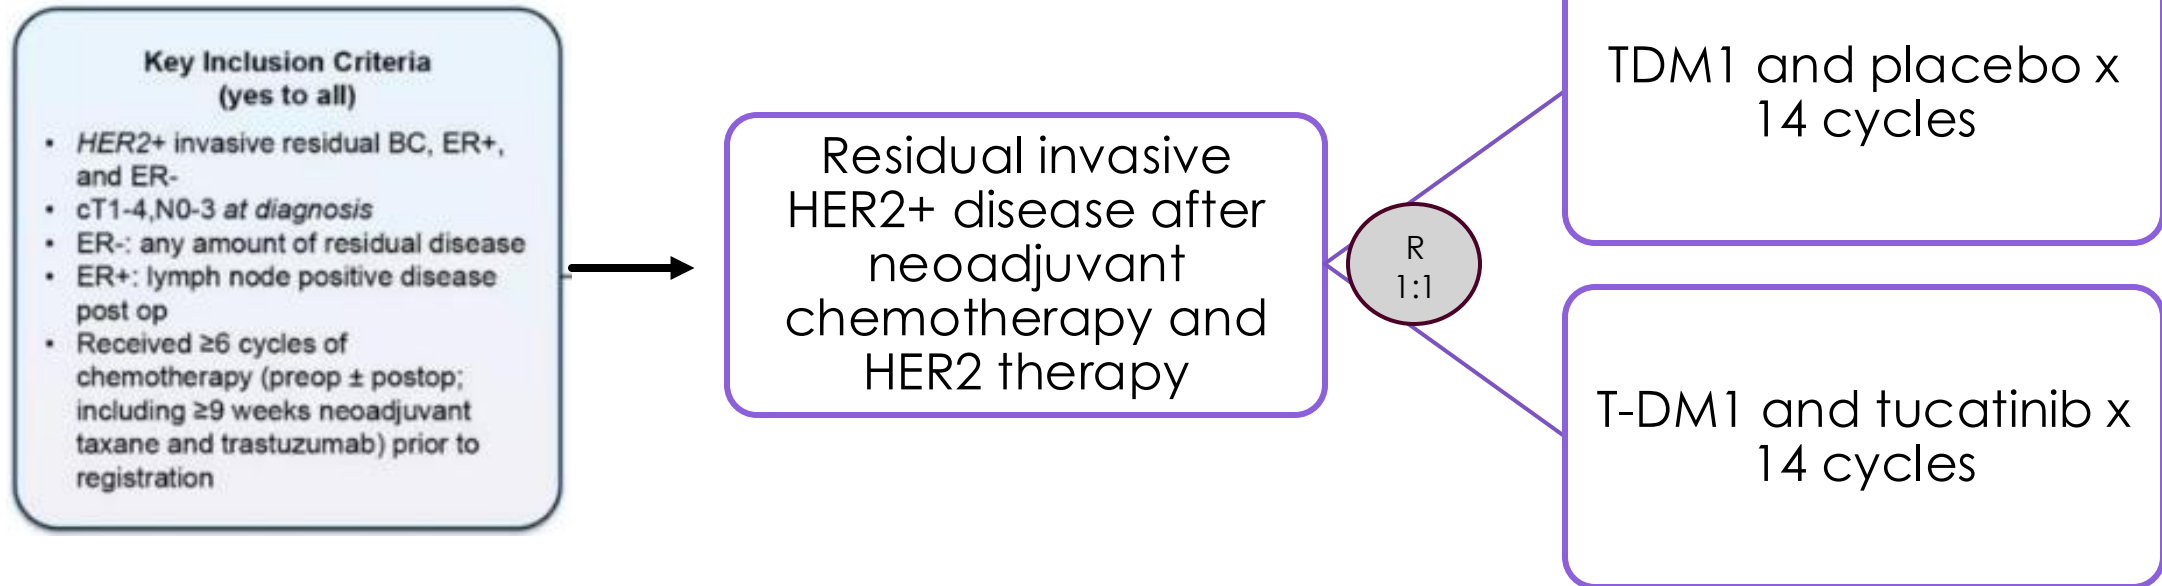 Key Inclusion Criteria
(yes to all)
• HER2+ invasive residual BC, ER+,
and ER-
• cT1-4,N0-3 at diagnosis
• ER-: any amount of residual disease
• ER+: lymph node positive disease
post op
• Received ≥6 cycles of
chemotherapy (preop ± postop;
including ≥9 weeks neoadjuvant
taxane and trastuzumab) prior to
registration
Residual invasive
HER2+ disease after
neoadjuvant
chemotherapy and
HER2 therapy
R
1:1
TDM1 and placebo x
14 cycles
T-DM1 and tucatinib x
14 cycles